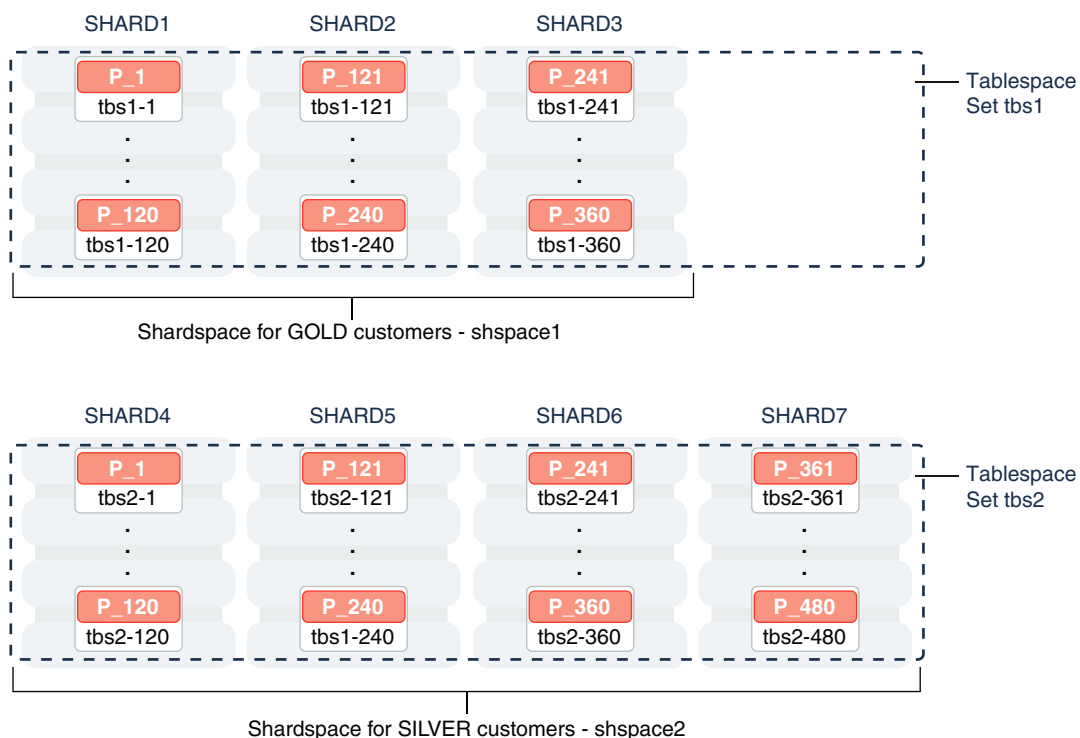 SHARD1 SHARD2 SHARD3
P_1 P_121 P_241
tbs1-1 tbs1-121 tbs1-241
Tablespace
Set tbs1
. . .
. . .
. . .
P_120 P_240 P_360
tbs1-120 tbs1-240 tbs1-360
Shardspace for GOLD customers - shspace1
SHARD4 SHARD5 SHARD6 SHARD7
P_1 P_121 P_241 P_361
tbs2-1 tbs2-121 tbs2-241 tbs2-361
Tablespace
Set tbs2
. . . .
. . . .
. . . .
P_120 P_240 P_360 P_480
tbs2-120 tbs1-240 tbs2-360 tbs2-480
Shardspace for SILVER customers - shspace2